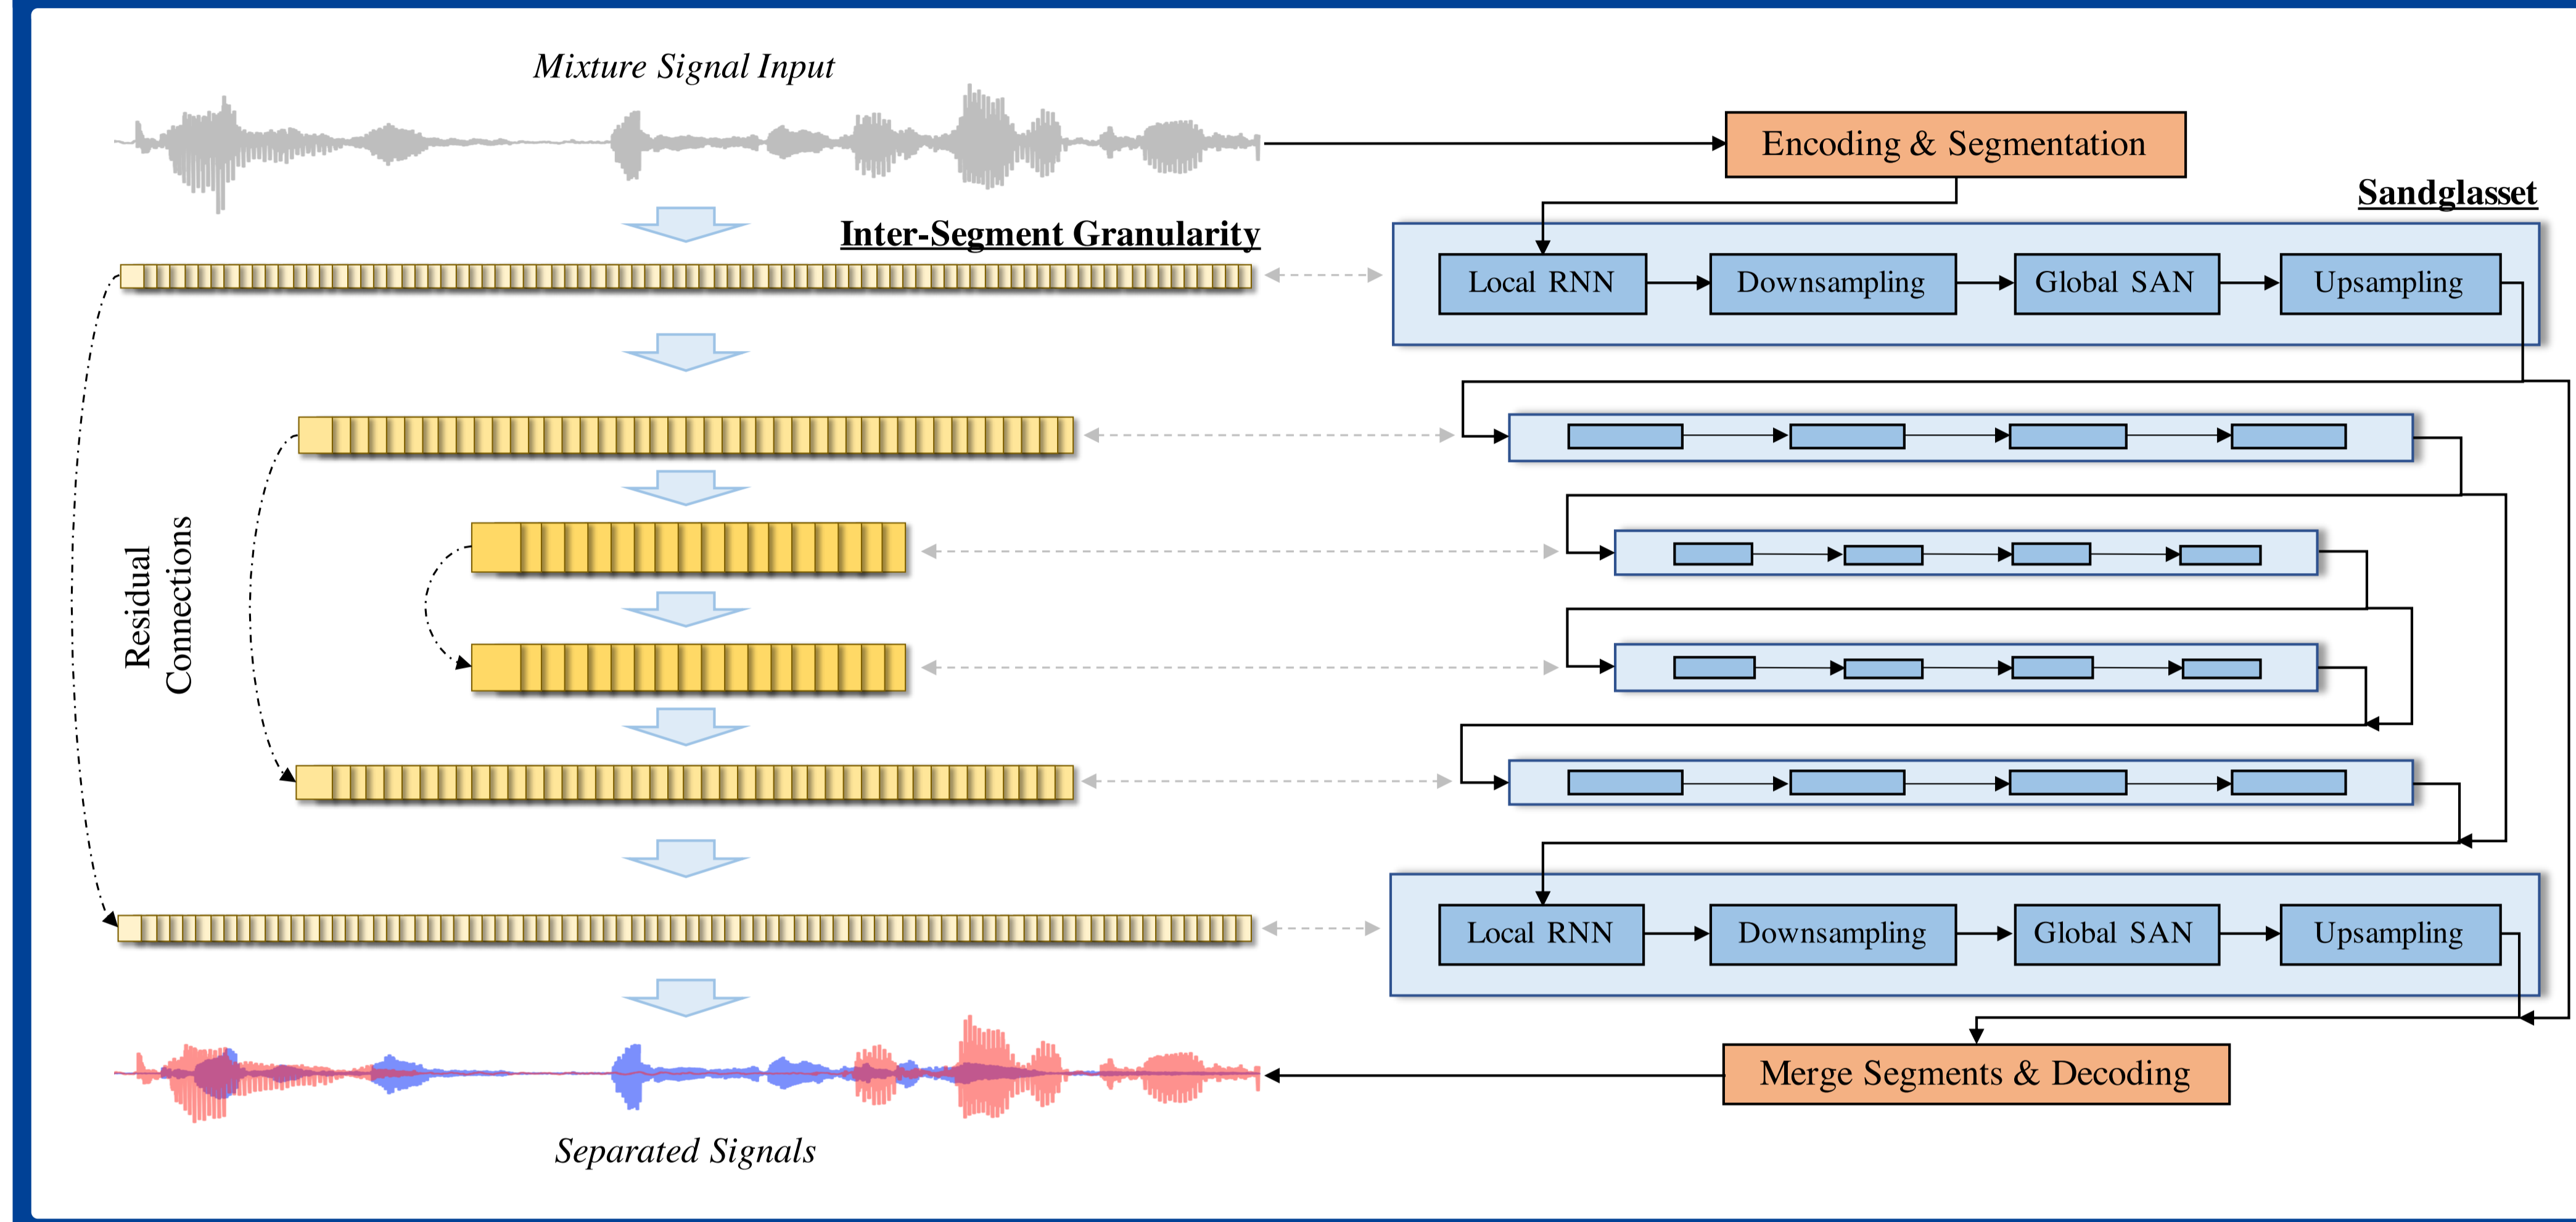 Mixture Signal Input
Encoding & Segmentation
Sandglasset
Inter-Segment Granularity
Local RNN
Downsampling
Global SAN
Upsampling
Residual
Connections
Local RNN
Downsampling
Global SAN
Upsampling
Merge Segments & Decoding
Separated Signals